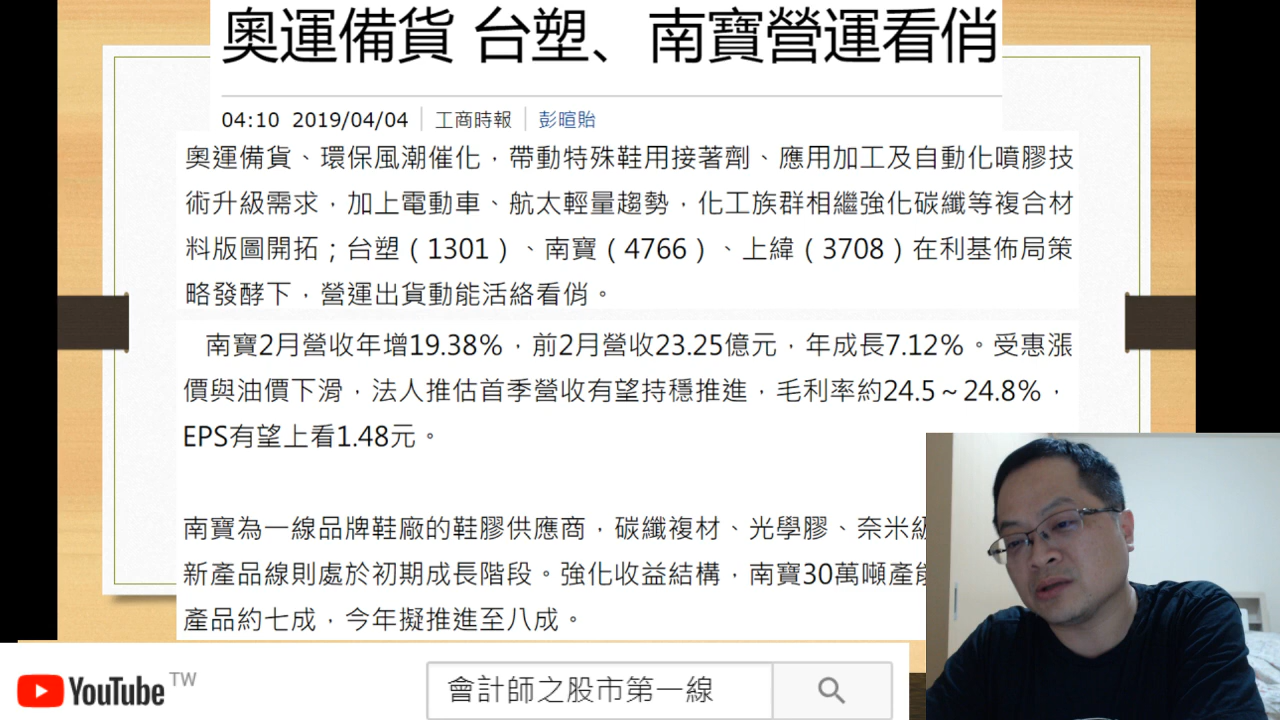 奧運備貨 台塑、南寶營運看俏
04:10 2019/04/04 工商時報 彭暄貽
奧運備貨、環保風潮催化，帶動特殊鞋用接著劑、應用加工及自動化噴膠技
術升級需求，加上電動車、航太輕量趨勢，化工族群相繼強化碳纖等複合材
料版圖開拓；台塑（1301）、南寶（4766）、上緯（3708）在利基佈局策
略發酵下，營運出貨動能活絡看俏。
南寶2月營收年增19.38%，前2月營收23.25億元，年成長7.12%。受惠漲
價與油價下滑，法人推估首季營收有望持穩推進，毛利率約24.5～24.8%，
EPS有望上看1.48元。
南寶為一線品牌鞋廠的鞋膠供應商，碳纖複材、光學膠、奈米
新產品線則處於初期成長階段。強化收益結構，南寶30萬噸產
產品約七成，今年擬推進至八成。
YouTube TW
會計師之股市第一線